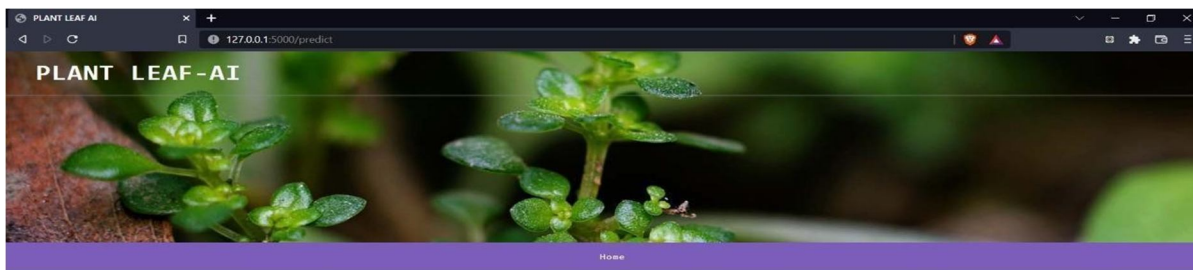 PLANT LEAF AI
127.0.0.1:5000/predict
PLANT LEAF-AI
Home